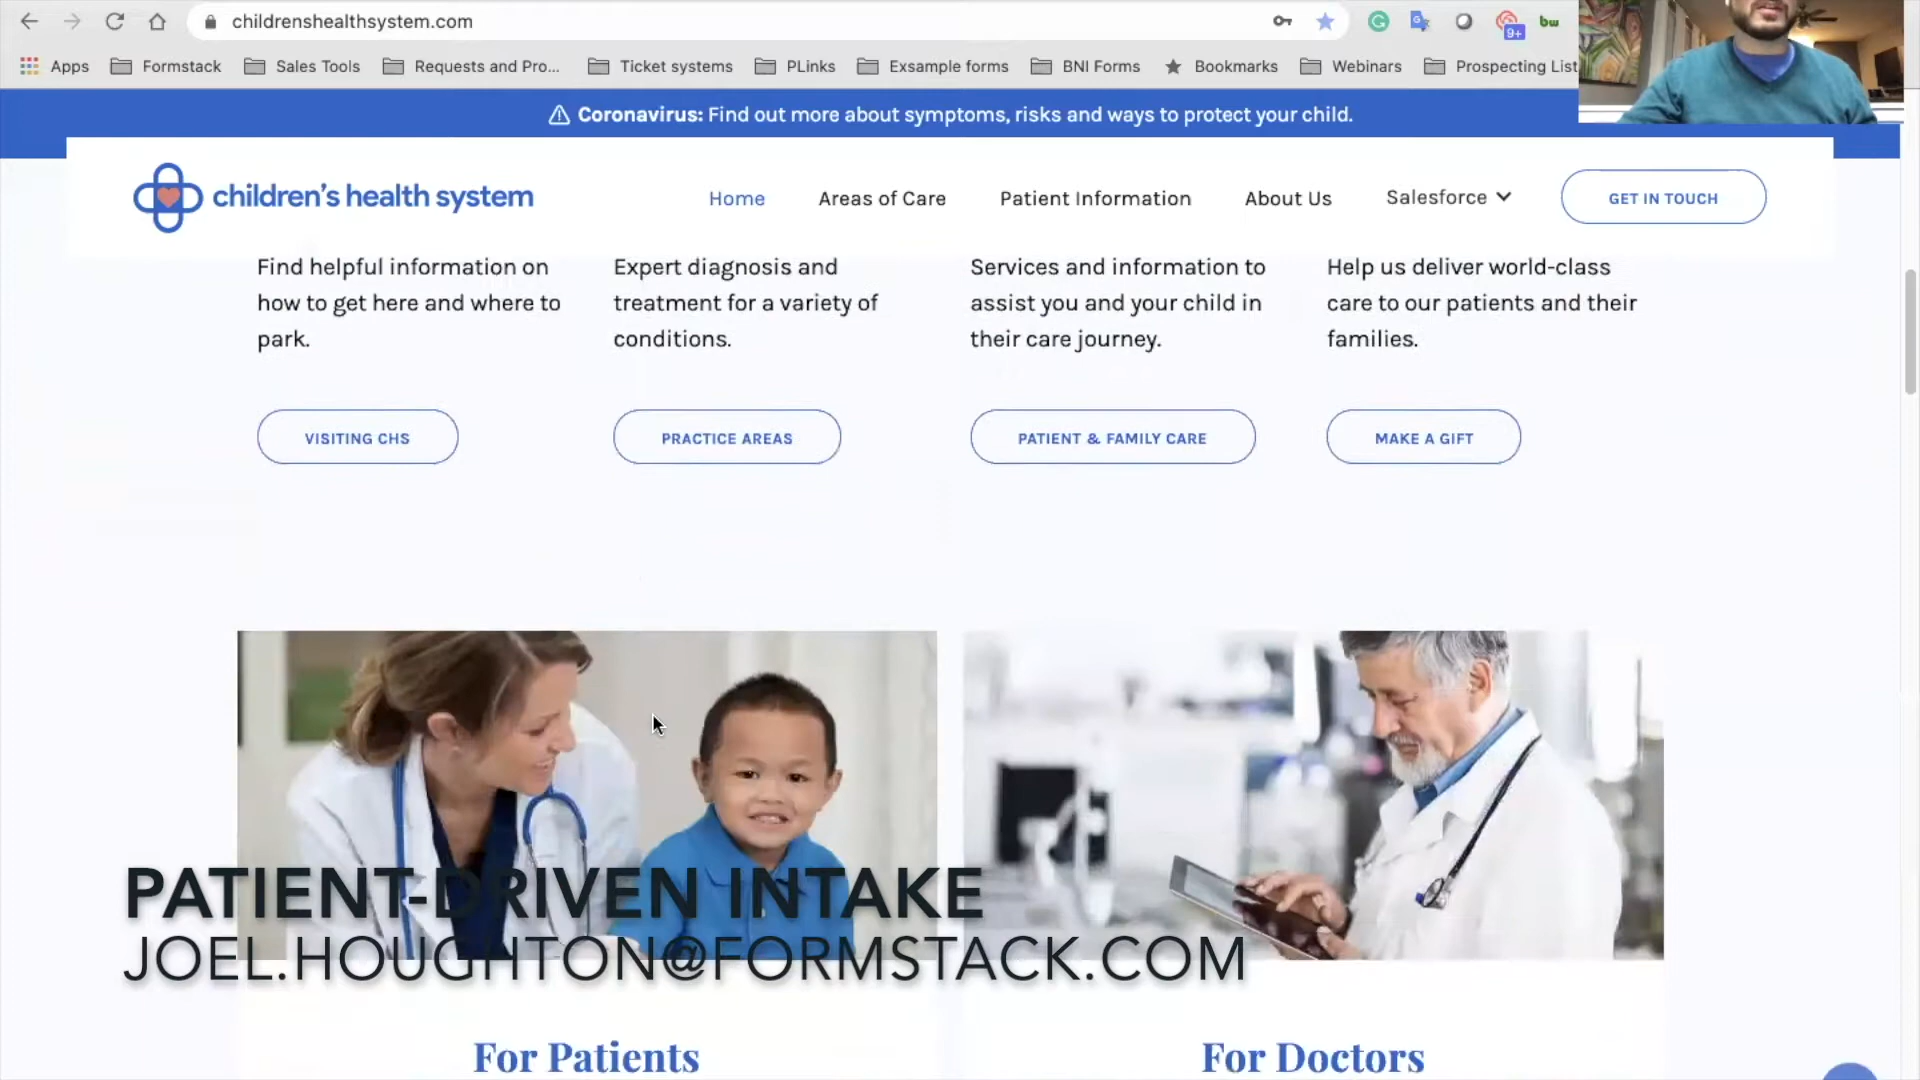 childrenshealthsystem.com
9+
bw
Apps
Formstack
Sales Tools
Requests and Pro...
Ticket systems
PLinks
Exsample forms
BNI Forms
Bookmarks
Webinars
Prospecting List
Coronavirus: Find out more about symptoms, risks and ways to protect your child.
children's health system
Home
Areas of Care
Patient Information
About Us
Salesforce
GET IN TOUCH
Find helpful information on
how to get here and where to
park.
VISITING CHS
Expert diagnosis and
treatment for a variety of
conditions.
PRACTICE AREAS
Services and information to
assist you and your child in
their care journey.
PATIENT & FAMILY CARE
Help us deliver world-class
care to our patients and their
families.
MAKE A GIFT
PATIENT-DRIVEN INTAKE
JOEL.HOUGHTON@FORMSTACK.COM
For Patients
For Doctors